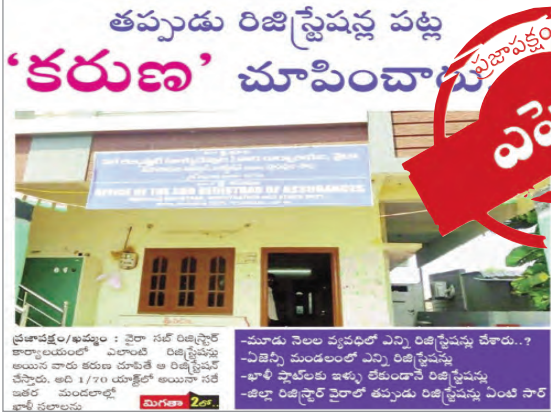 తప్పుడు రిజిస్ట్రేషన్ల పట్ల
‘కరుణ’ చూపించారు
ప్రజాపక్షం
OFFICE OF THE SUB REGISTRAR OF ASSURANCES
ప్రజాపక్షం/ఖమ్మం : వైరా సబ్ రిజిస్ట్రార్
కార్యాలయంలో ఎలాంటి రిజిస్ట్రేషన్లు
అయిన వారు కరుణ చూపితే ఆ రిజిస్ట్రేషన్
చేస్తారు. అది 1/70 యాక్ట్‌లో అయినా సరే
ఇతర మండలాల్లో
ఖాళీ స్థలాలను
మిగతా 2లో..
-మూడు నెలల వ్యవధిలో ఎన్ని రిజిస్ట్రేషన్లు చేశారు..?
-ఏజెన్సీ మండలంలో ఎన్ని రిజిస్ట్రేషన్లు
-ఖాళీ ప్లాట్‌లకు ఇళ్ళు లేకుండానే రిజిస్ట్రేషన్లు
-జిల్లా రిజిస్ట్రార్ వైరాలో తప్పుడు రిజిస్ట్రేషన్లు ఏంటి సార్